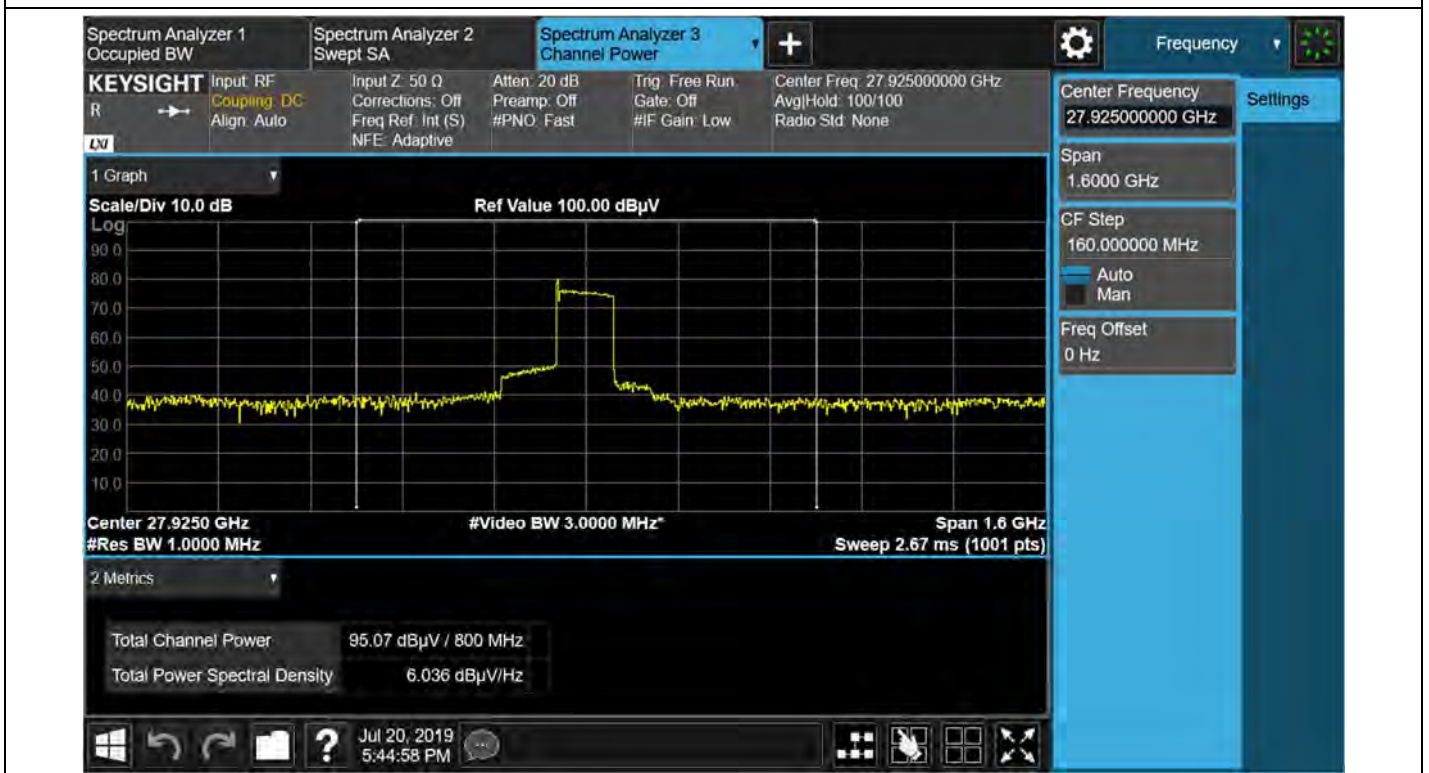 Spectrum Analyzer 1
Occupied BW
Spectrum Analyzer 2
Swept SA
Spectrum Analyzer 3
Channel Power
Frequency
KEYSIGHT
R
LXI
Input: RF
Coupling: DC
Align: Auto
Input Z: 50 Ω
Corrections: Off
Freq Ref: Int (S)
NFE: Adaptive
Atten: 20 dB
Preamp: Off
#PNO: Fast
Trig: Free Run
Gate: Off
#IF Gain: Low
Center Freq: 27.925000000 GHz
Avg|Hold: 100/100
Radio Std: None
Center Frequency
27.925000000 GHz
Settings
Span
1.6000 GHz
CF Step
160.000000 MHz
Auto
Man
Freq Offset
0 Hz
1 Graph
Scale/Div 10.0 dB
Ref Value 100.00 dBµV
Log
90.0
80.0
70.0
60.0
50.0
40.0
30.0
20.0
10.0
Center 27.9250 GHz
#Video BW 3.0000 MHz*
Span 1.6 GHz
#Res BW 1.0000 MHz
Sweep 2.67 ms (1001 pts)
2 Metrics
Total Channel Power 95.07 dBµV / 800 MHz
Total Power Spectral Density 6.036 dBµV/Hz
?
Jul 20, 2019
5:44:58 PM